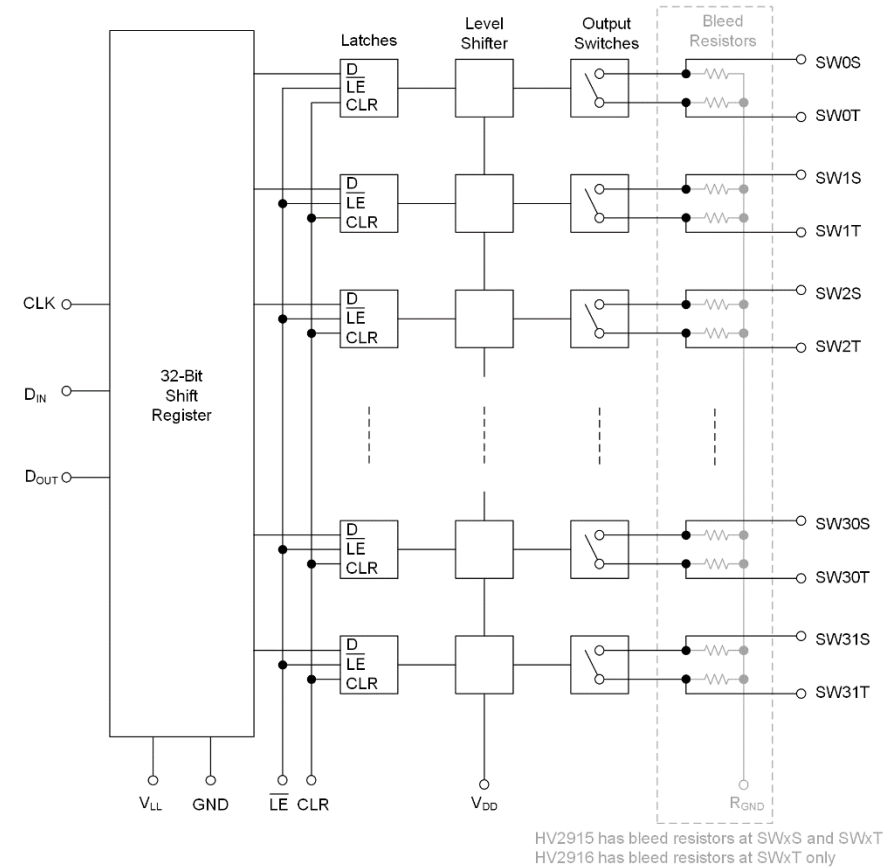 Latches
Level
Shifter
Output
Switches
Bleed
Resistors
D
LE
CLR
SW0S
SW0T
D
LE
CLR
SW1S
SW1T
D
LE
CLR
SW2S
SW2T
CLK
DIN
DOUT
32-Bit
Shift
Register
D
LE
CLR
SW30S
SW30T
D
LE
CLR
SW31S
SW31T
VLL
GND
LE
CLR
VDD
RGND
HV2915 has bleed resistors at SWxS and SWxT
HV2916 has bleed resistors at SWxT only